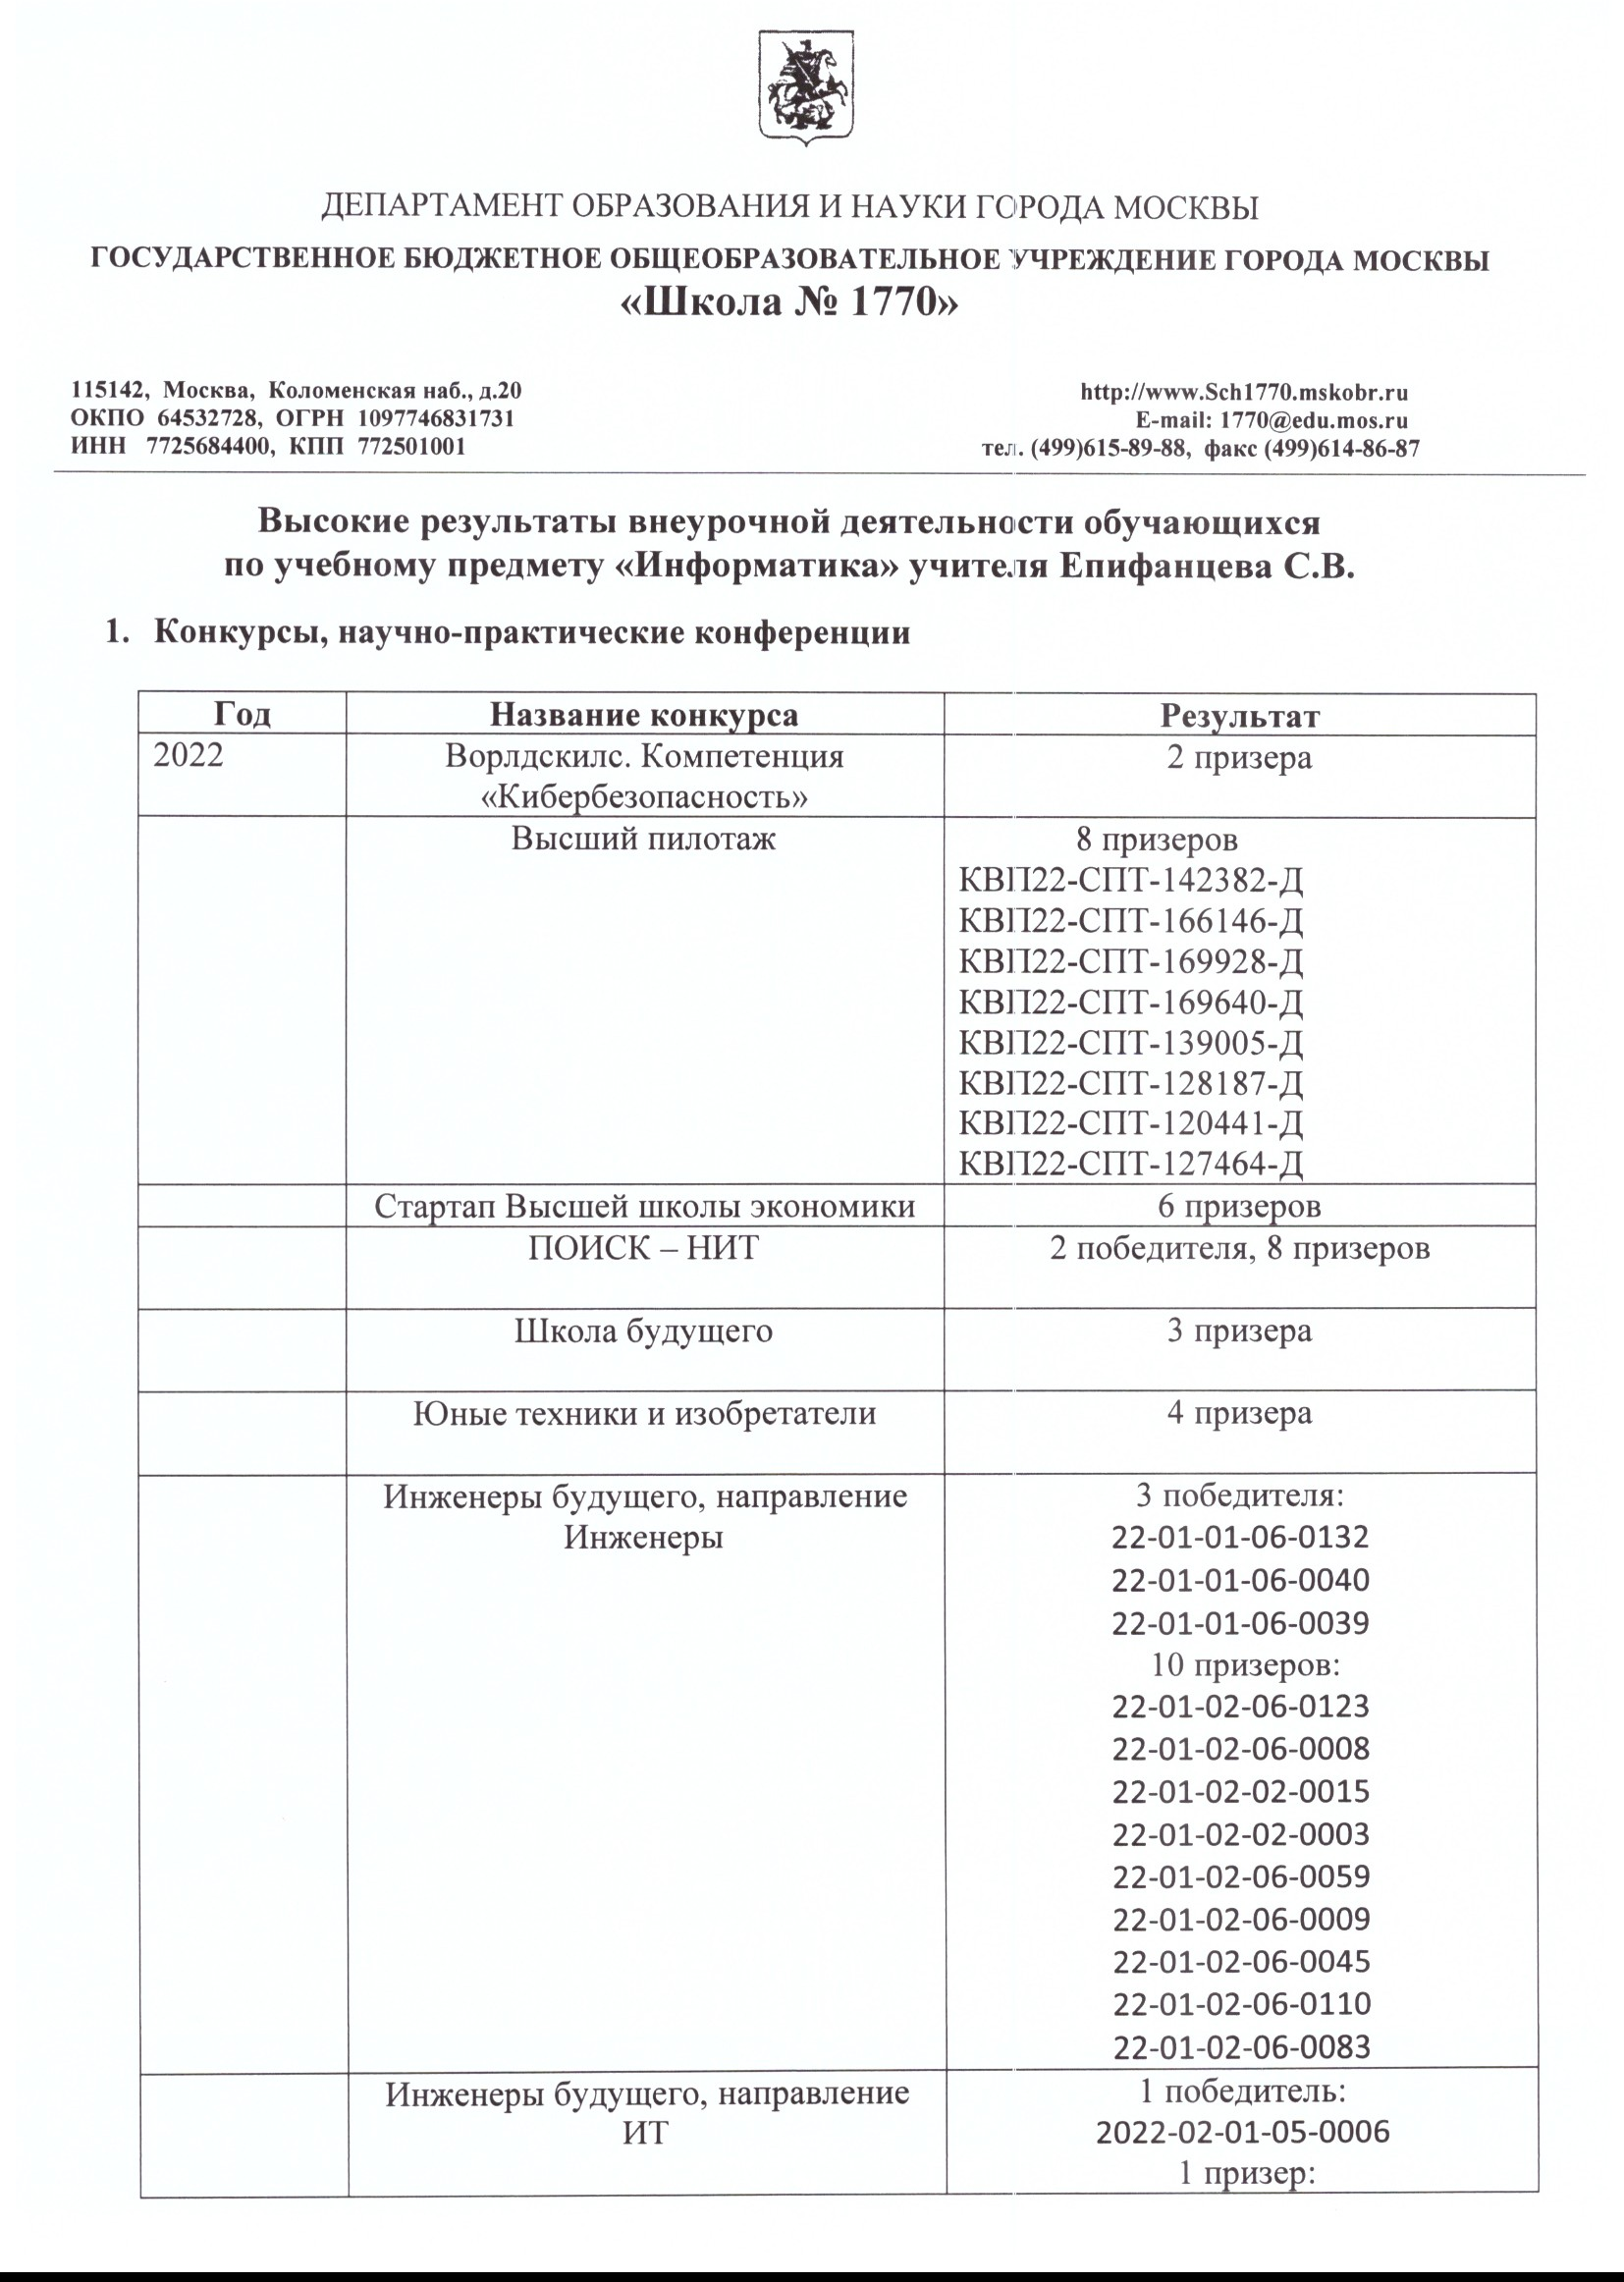 ДЕПАРТАМЕНТ ОБРАЗОВАНИЯ И НАУКИ ГОРОДА МОСКВЫ
ГОСУДАРСТВЕННОЕ БЮДЖЕТНОЕ ОБЩЕОБРАЗОВАТЕЛЬНОЕ УЧРЕЖДЕНИЕ ГОРОДА МОСКВЫ
«Школа № 1770»
115142, Москва, Коломенская наб., д.20
ОКПО 64532728, ОГРН 1097746831731
ИНН 7725684400, КПП 772501001
http://www.Sch1770.mskobr.ru
E-mail: 1770@edu.mos.ru
тел. (499)615-89-88, факс (499)614-86-87
Высокие результаты внеурочной деятельности обучающихся
по учебному предмету «Информатика» учителя Епифанцева С.В.
1. Конкурсы, научно-практические конференции
Год Название конкурса Результат
2022 Ворлдскилс. Компетенция 2 призера
«Кибербезопасность»
Высший пилотаж 8 призеров
КВП22-СПТ-142382-Д
КВП22-СПТ-166146-Д
КВП22-СПТ-169928-Д
КВП22-СПТ-169640-Д
КВП22-СПТ-139005-Д
КВП22-СПТ-128187-Д
КВП22-СПТ-120441-Д
КВП22-СПТ-127464-Д
Стартап Высшей школы экономики 6 призеров
ПОИСК – НИТ 2 победителя, 8 призеров
Школа будущего 3 призера
Юные техники и изобретатели 4 призера
Инженеры будущего, направление 3 победителя:
Инженеры 22-01-01-06-0132
22-01-01-06-0040
22-01-01-06-0039
10 призеров:
22-01-02-06-0123
22-01-02-06-0008
22-01-02-02-0015
22-01-02-02-0003
22-01-02-06-0059
22-01-02-06-0009
22-01-02-06-0045
22-01-02-06-0110
22-01-02-06-0083
Инженеры будущего, направление 1 победитель:
ИТ 2022-02-01-05-0006
1 призер: